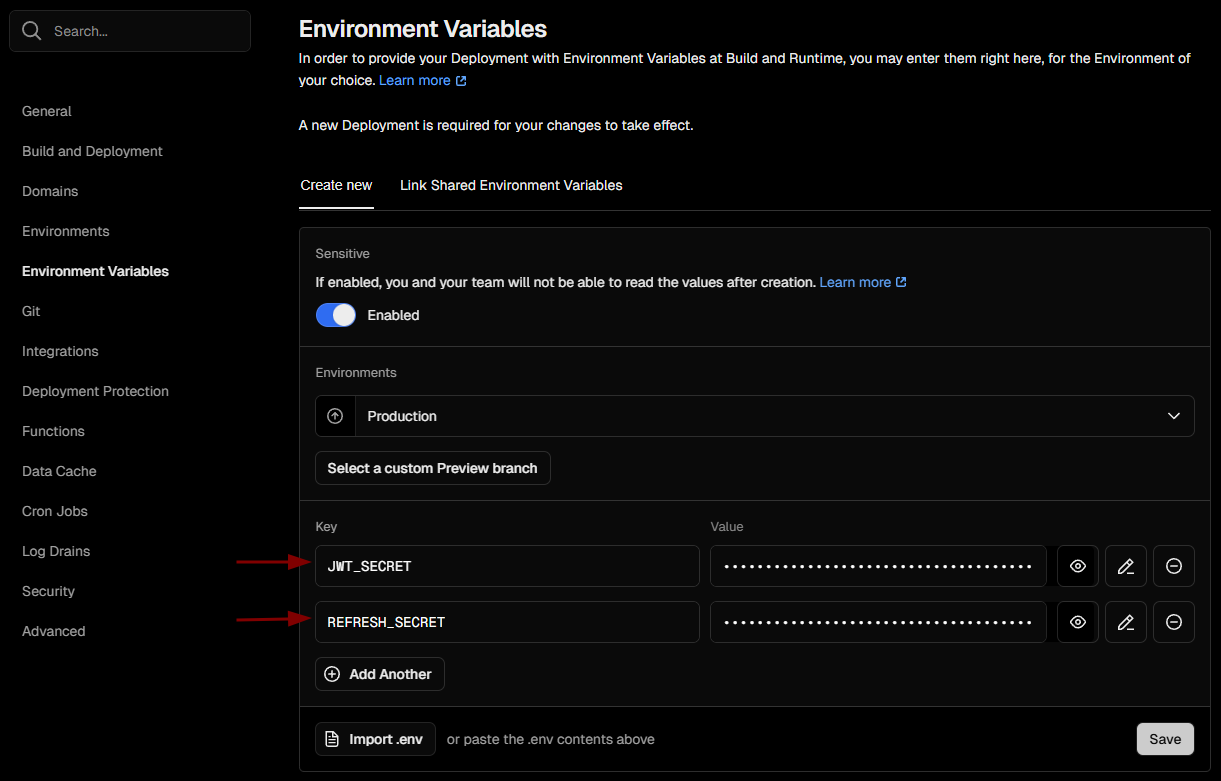 Search...
General
Build and Deployment
Domains
Environments
Environment Variables
Git
Integrations
Deployment Protection
Functions
Data Cache
Cron Jobs
Log Drains
Security
Advanced
Environment Variables
In order to provide your Deployment with Environment Variables at Build and Runtime, you may enter them right here, for the Environment of
your choice. Learn more
A new Deployment is required for your changes to take effect.
Create new Link Shared Environment Variables
Sensitive
If enabled, you and your team will not be able to read the values after creation. Learn more
Enabled
Environments
Production
Select a custom Preview branch
Key Value
JWT_SECRET
REFRESH_SECRET
Add Another
Import .env or paste the .env contents above Save